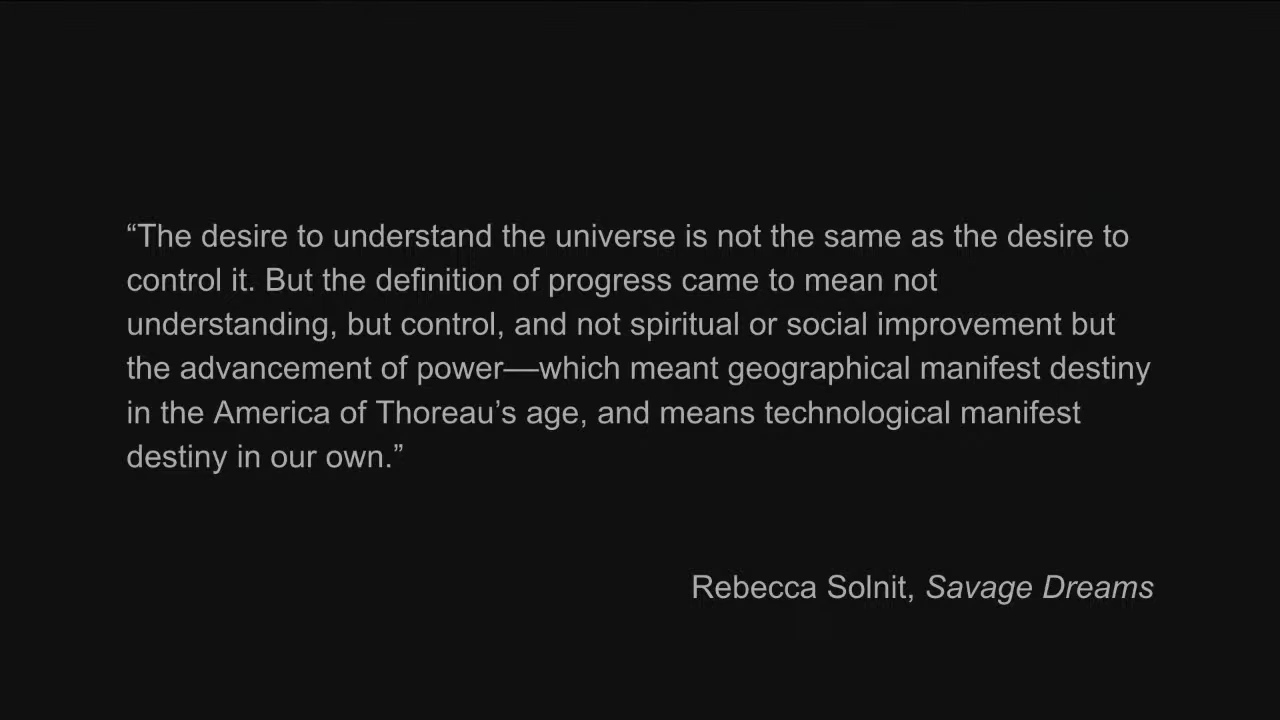 “The desire to understand the universe is not the same as the desire to
control it. But the definition of progress came to mean not
understanding, but control, and not spiritual or social improvement but
the advancement of power—which meant geographical manifest destiny
in the America of Thoreau’s age, and means technological manifest
destiny in our own.”
Rebecca Solnit, Savage Dreams